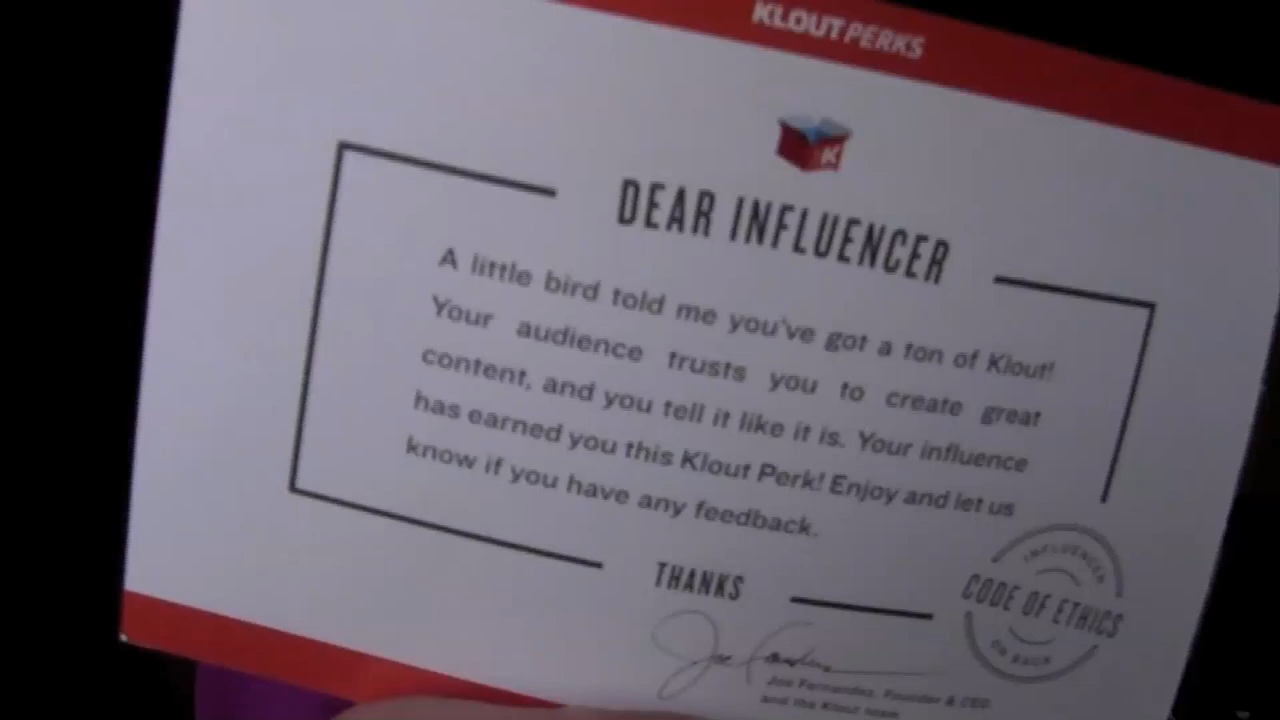 KLOUT PERKS
K
DEAR INFLUENCER
A little bird told me you've got a ton of Klout!
Your audience trusts you to create great
content, and you tell it like it is. Your influence
has earned you this Klout Perk! Enjoy and let us
know if you have any feedback.
THANKS
Joe Fernandez, Founder & CEO
and the Klout team
INFLUENCER
CODE OF ETHICS
ON BACK